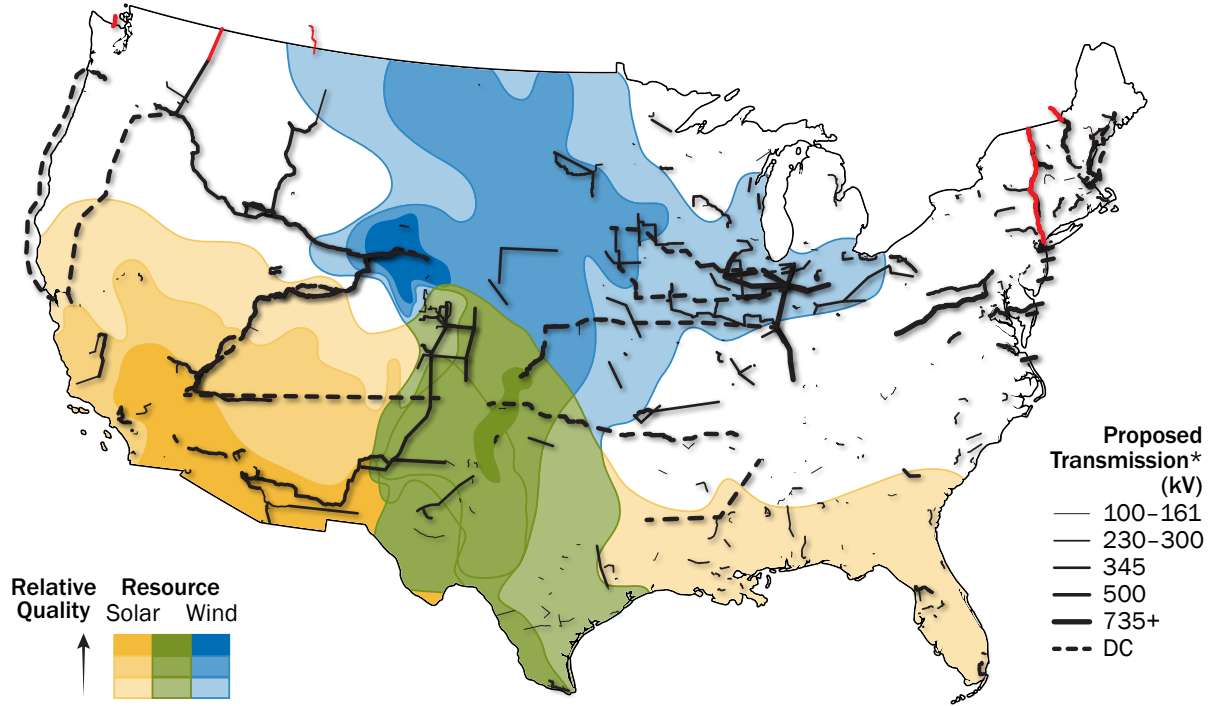 Proposed
Transmission*
(kV)
100–161
230–300
345
500
735+
DC
Relative
Quality
Resource
Solar Wind